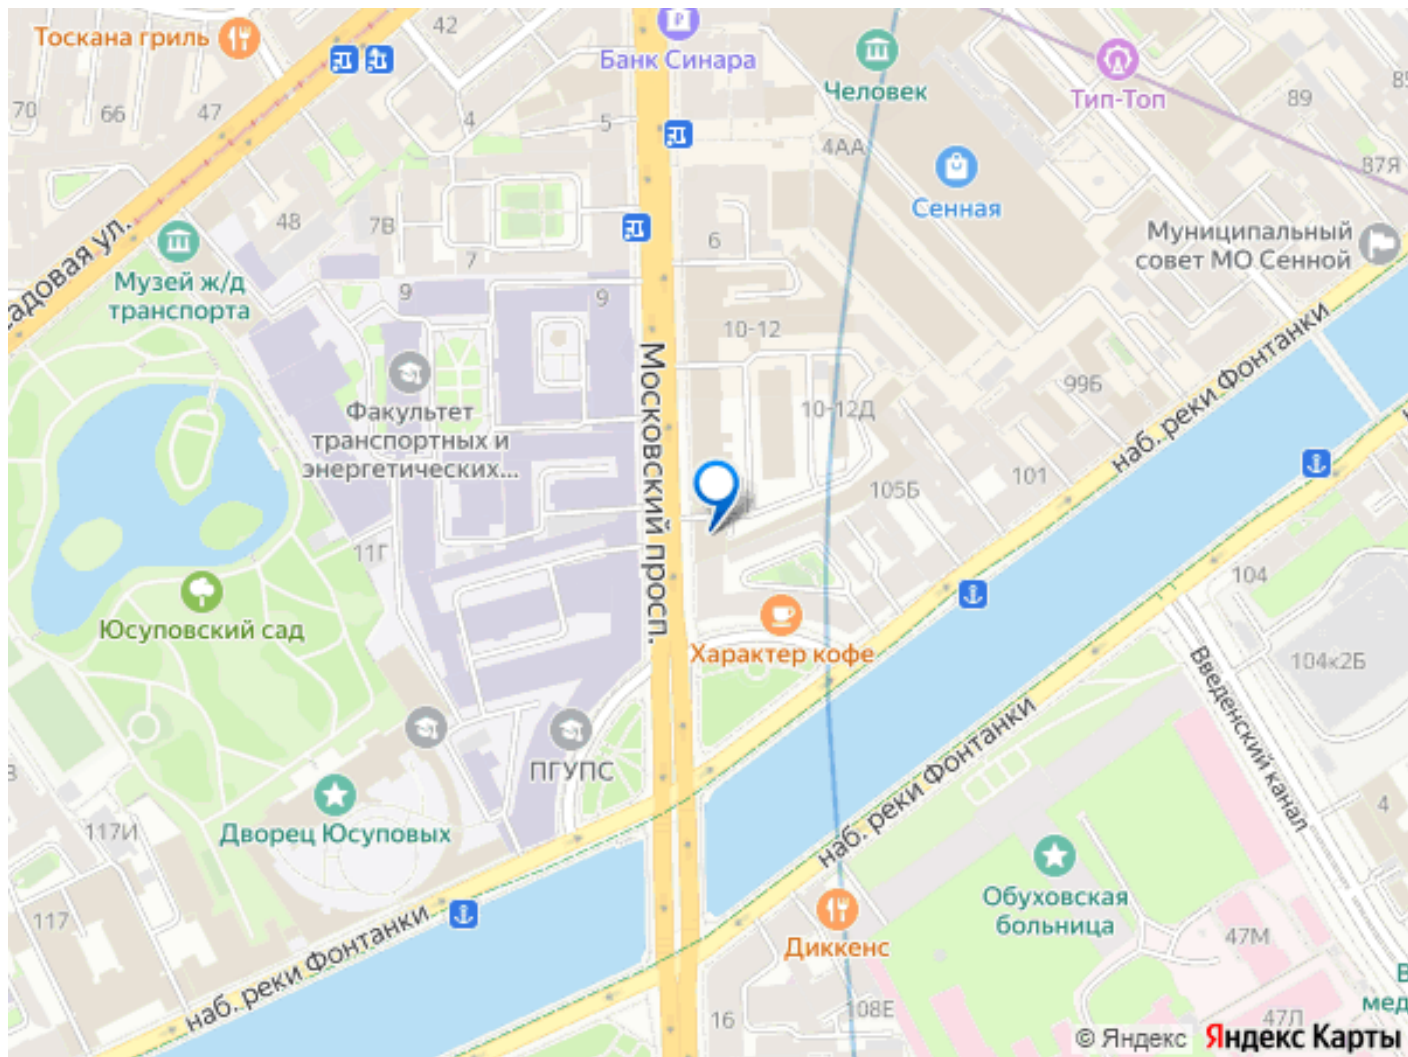 Тоскана гриль
42
Банк Синара
Человек
Тип-Топ
89
70
66
47
4
5
4АА
87Я
Сенная
48
7В
7
6
Муниципальный
совет МО Сенной
Садовая ул.
Музей ж/д
транспорта
9
9
10-12
Московский просп.
наб. реки Фонтанки
99Б
10-12Д
Факультет
транспортных и
энергетических...
101
105Б
11Г
104
Юсуповский сад
Характер кофе
Введенский канал
104к2Б
ПГУПС
наб. реки Фонтанки
4
117И
Дворец Юсуповых
Обуховская
больница
117
наб. реки Фонтанки
Диккенс
47М
16
108Е
47Л
мед
© Яндекс
Яндекс Карты